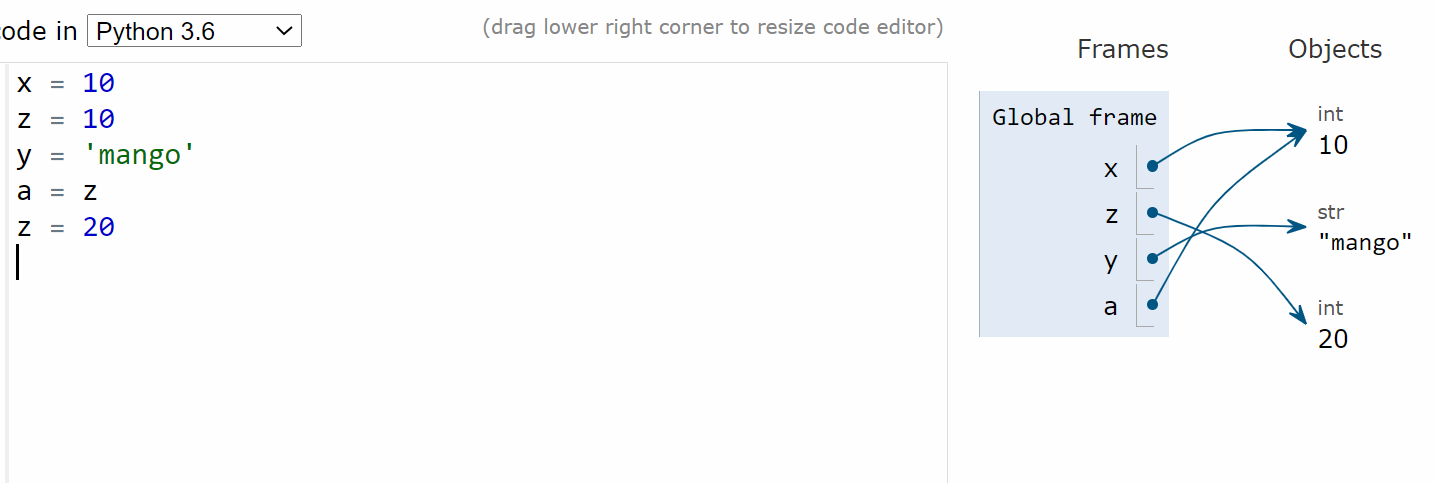 ode in Python 3.6
(drag lower right corner to resize code editor)
x = 10
z = 10
y = 'mango'
a = z
z = 20
Frames
Objects
Global frame
x
z
y
a
int
10
str
"mango"
int
20